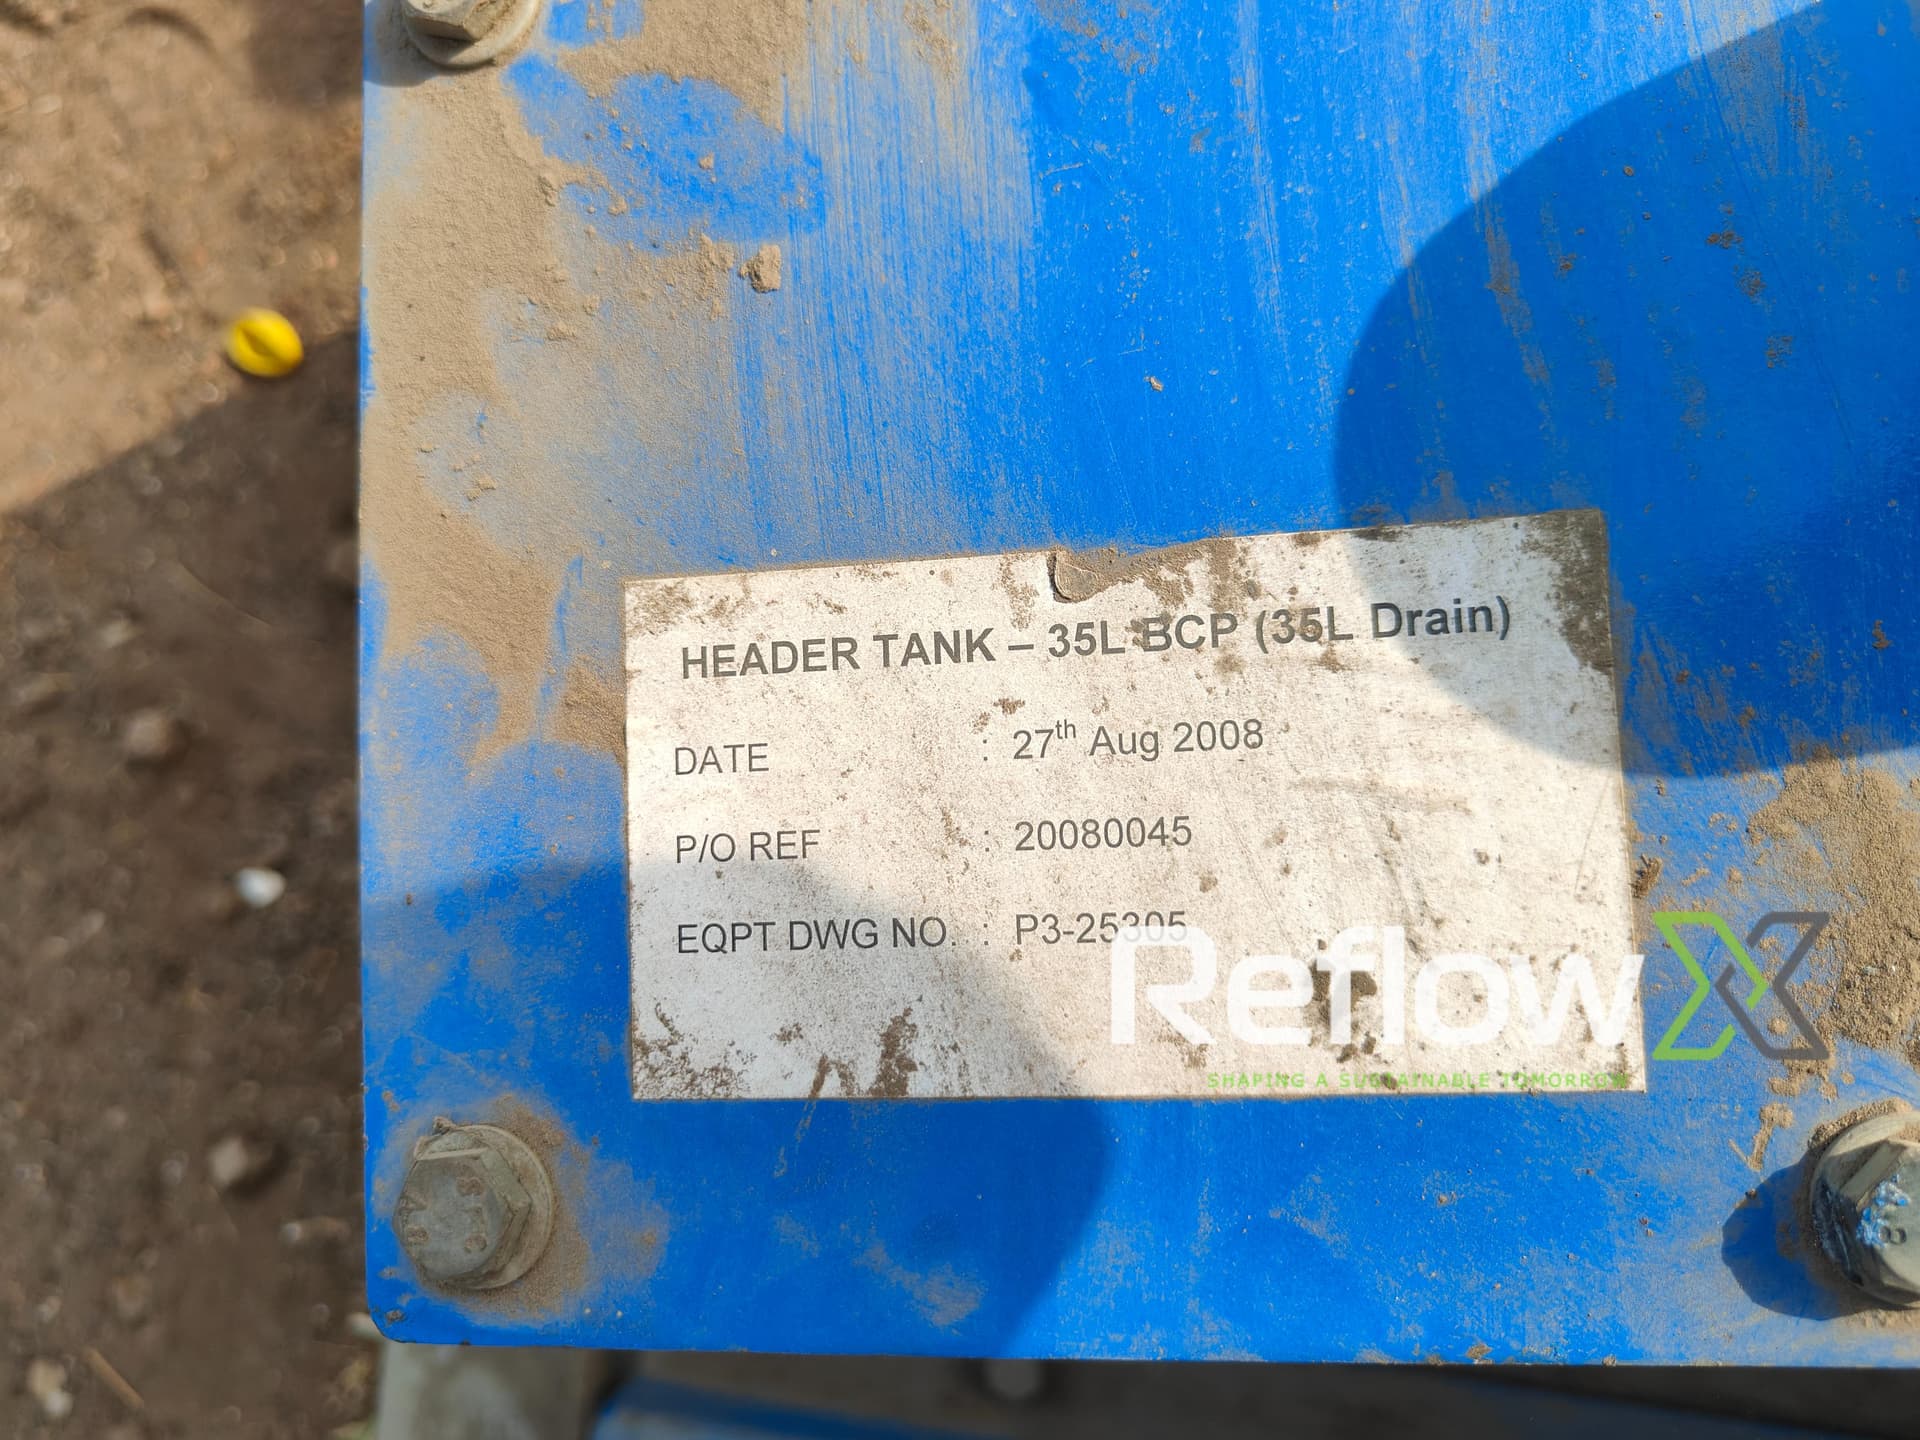 HEADER TANK – 35L BCP (35L Drain)
DATE : 27th Aug 2008
P/O REF : 20080045
EQPT DWG NO. : P3-25305
Reflow X
SHAPING A SUSTAINABLE TOMORROW